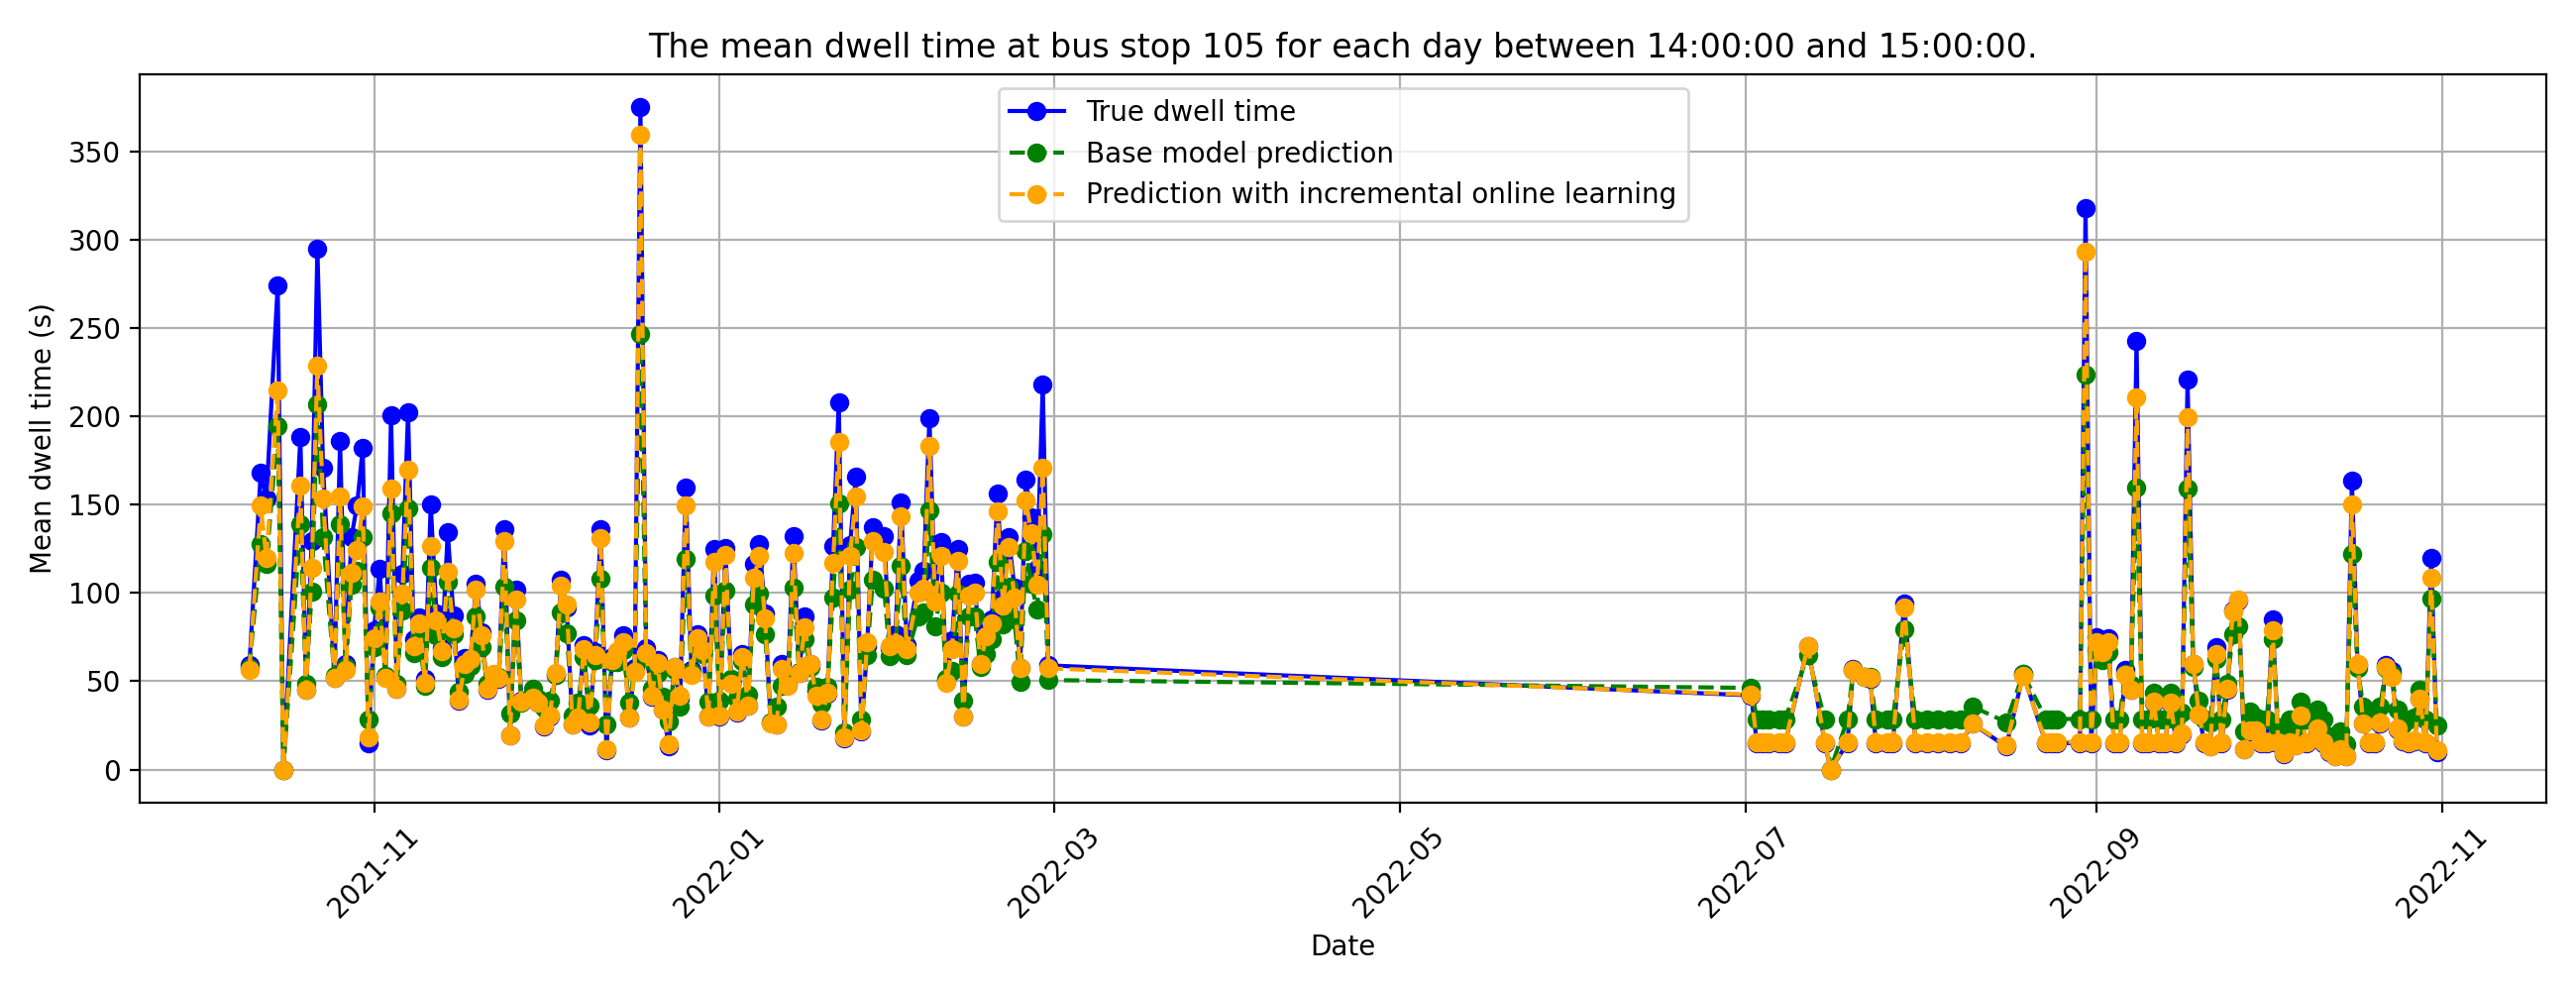 The mean dwell time at bus stop 105 for each day between 14:00:00 and 15:00:00.
True dwell time
Base model prediction
Prediction with incremental online learning
Mean dwell time (s)
350
300
250
200
150
100
50
0
2021-11
2022-01
2022-03
2022-05
2022-07
2022-09
2022-11
Date